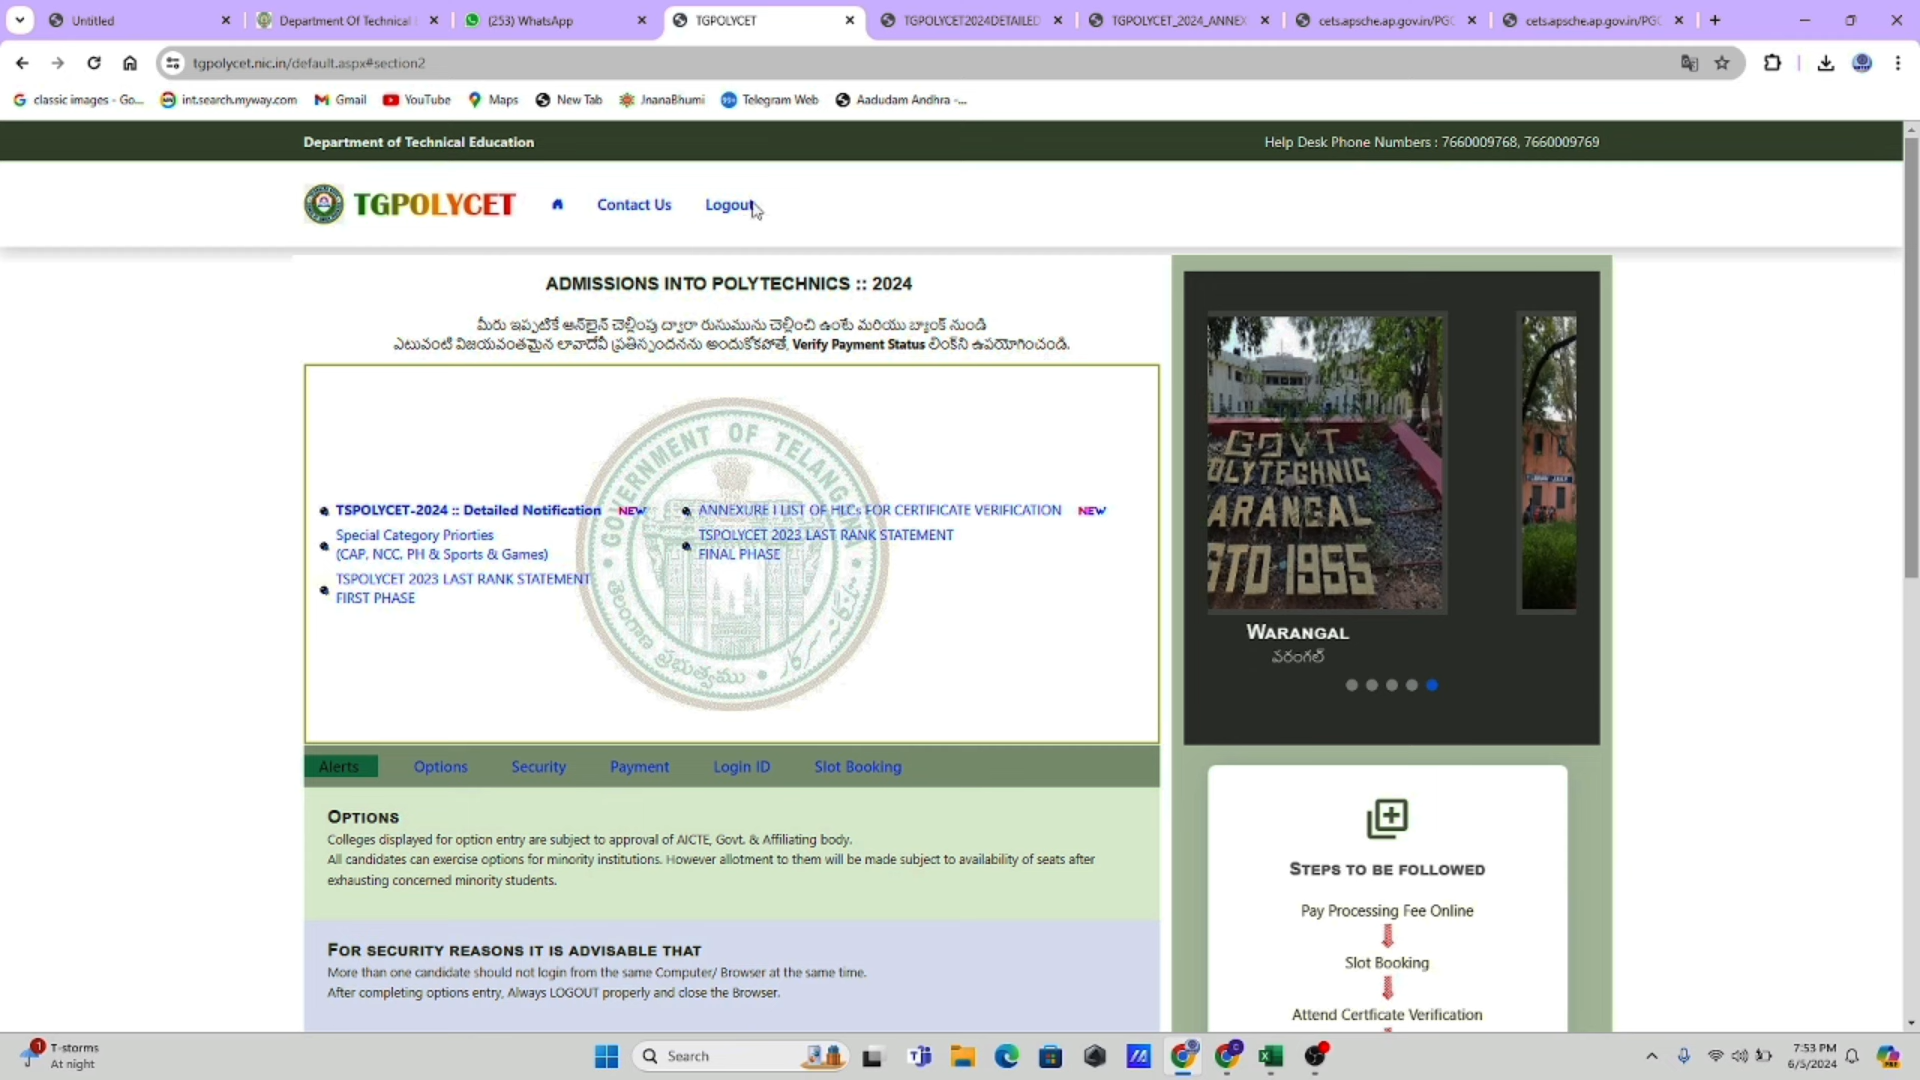 Untitled
Department Of Technical
(253) WhatsApp
TGPOLYCET
TGPOLYCET2024DETAILED
TGPOLYCET_2024_ANNEX
cets.apsche.ap.gov.in/PGC
cets.apsche.ap.gov.in/PGC
tgpolycet.nic.in/default.aspx#section2
classic images - Go...
int.search.myway.com
Gmail
YouTube
Maps
New Tab
JnanaBhumi
Telegram Web
Aadudam Andhra -...
Department of Technical Education
Help Desk Phone Numbers : 7660009768, 7660009769
TGPOLYCET
Contact Us
Logout
ADMISSIONS INTO POLYTECHNICS :: 2024
మీరు ఇప్పటికే ఆన్‌లైన్ చెల్లింపు ద్వారా రుసుమును చెల్లించి ఉంటే మరియు బ్యాంక్ నుండి
ఎటువంటి విజయవంతమైన లావాదేవీ ప్రతిస్పందనను అందుకోకపోతే, Verify Payment Status లింక్‌ని ఉపయోగించండి.
GOVERNMENT OF TELANGANA
తెలంగాణ ప్రభుత్వము
TSPOLYCET-2024 :: Detailed Notification NEW
Special Category Priorties
(CAP, NCC, PH & Sports & Games)
TSPOLYCET 2023 LAST RANK STATEMENT
FIRST PHASE
ANNEXURE I LIST OF HLCs FOR CERTIFICATE VERIFICATION NEW
TSPOLYCET 2023 LAST RANK STATEMENT
FINAL PHASE
GOVT
OLYTECHNIC
ARANGAL
STD 1955
WARANGAL
వరంగల్
Alerts
Options
Security
Payment
Login ID
Slot Booking
OPTIONS
Colleges displayed for option entry are subject to approval of AICTE, Govt. & Affiliating body.
All candidates can exercise options for minority institutions. However allotment to them will be made subject to availability of seats after
exhausting concerned minority students.
FOR SECURITY REASONS IT IS ADVISABLE THAT
More than one candidate should not login from the same Computer/ Browser at the same time.
After completing options entry, Always LOGOUT properly and close the Browser.
STEPS TO BE FOLLOWED
Pay Processing Fee Online
Slot Booking
Attend Certficate Verification
1
T-storms
At night
Search
7:53 PM
6/5/2024